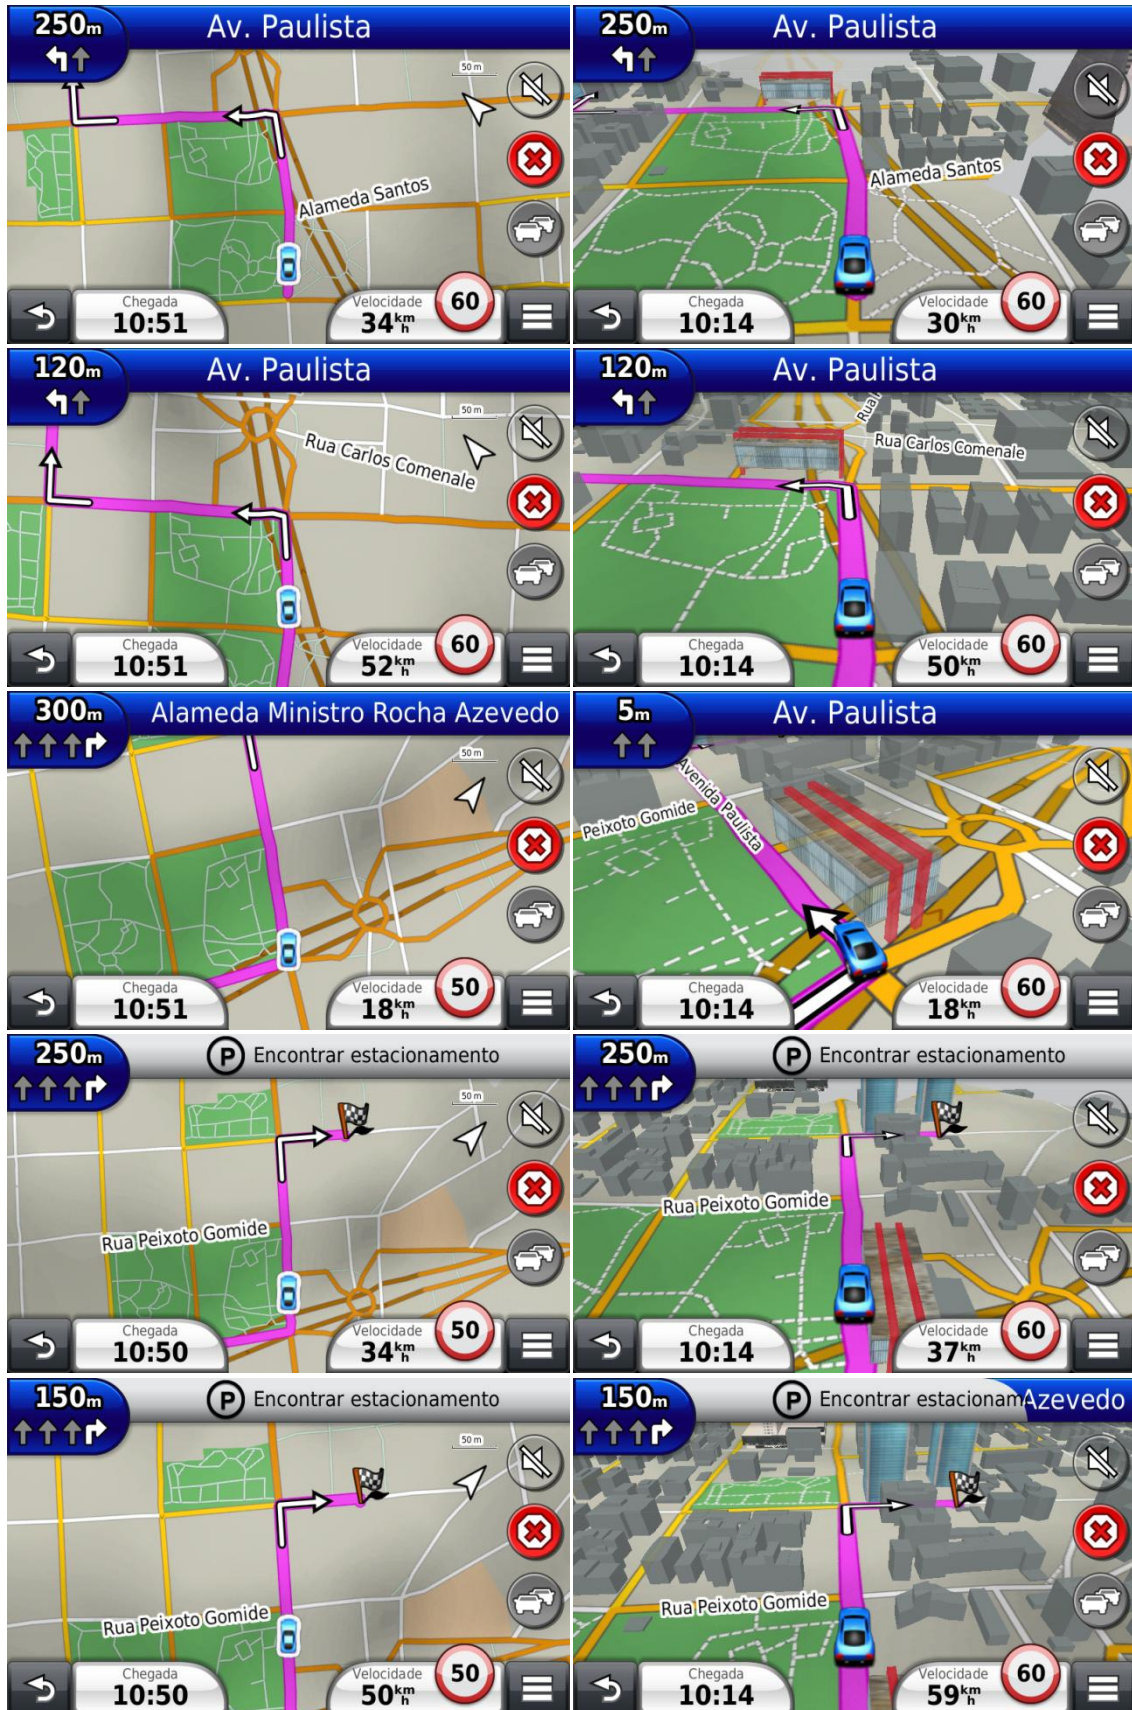 250m
Av. Paulista
50 m
Alameda Santos
Chegada
10:51
Velocidade
34 km h
60
250m
Av. Paulista
Alameda Santos
Chegada
10:14
Velocidade
30 km h
60
120m
Av. Paulista
50 m
Rua Carlos Comenale
Chegada
10:51
Velocidade
52 km h
60
120m
Av. Paulista
Rua
Rua Carlos Comenale
Chegada
10:14
Velocidade
50 km h
60
300m
Alameda Ministro Rocha Azevedo
50 m
Chegada
10:51
Velocidade
18 km h
50
5m
Av. Paulista
Avenida Paulista
Peixoto Gomide
Chegada
10:14
Velocidade
18 km h
60
250m
P Encontrar estacionamento
50 m
Rua Peixoto Gomide
Chegada
10:50
Velocidade
34 km h
50
250m
P Encontrar estacionamento
Rua Peixoto Gomide
Chegada
10:14
Velocidade
37 km h
60
150m
P Encontrar estacionamento
50 m
Rua Peixoto Gomide
Chegada
10:50
Velocidade
50 km h
50
150m
P Encontrar estacionam Azevedo
Rua Peixoto Gomide
Chegada
10:14
Velocidade
59 km h
60